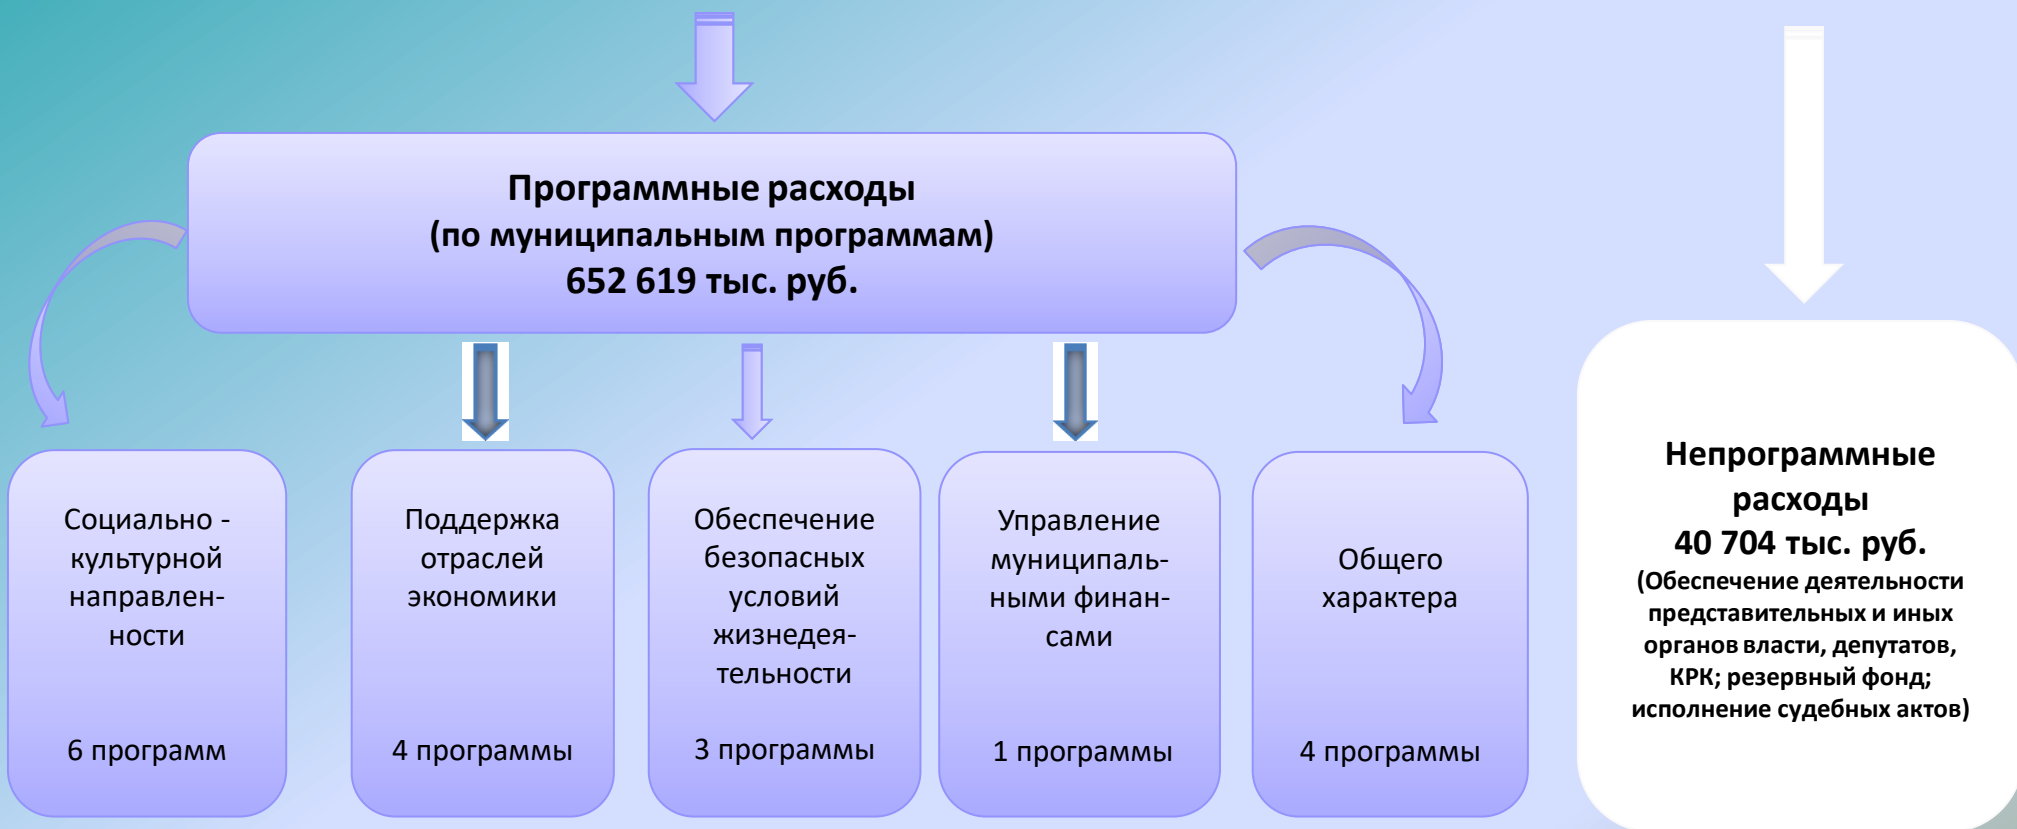 Программные расходы
(по муниципальным программам)
652 619 тыс. руб.
Социально -
культурной
направлен-
ности
6 программ
Поддержка
отраслей
экономики
4 программы
Обеспечение
безопасных
условий
жизнедея-
тельности
3 программы
Управление
муниципаль-
ными финан-
сами
1 программы
Общего
характера
4 программы
Непрограммные
расходы
40 704 тыс. руб.
(Обеспечение деятельности
представительных и иных
органов власти, депутатов,
КРК; резервный фонд;
исполнение судебных актов)